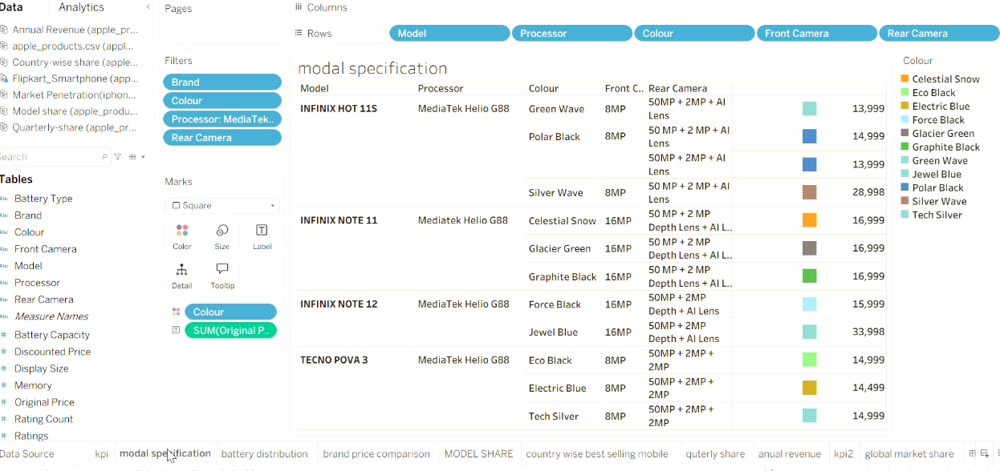 Data Analytics
Pages
Columns
Rows Model Processor Colour Front Camera Rear Camera
Annual Revenue (apple_pr...
apple_products.csv (appl...
Country-wise share (apple...
Flipkart_Smartphone (app...
Market Penetration(iphon...
Model share (apple_produ...
Quarterly-share (apple_pr...
Search
Tables
Abc Battery Type
Abc Brand
Abc Colour
Abc Front Camera
Abc Model
Abc Processor
Abc Rear Camera
Abc Measure Names
# Battery Capacity
# Discounted Price
# Display Size
# Memory
# Original Price
# Rating Count
# Ratings
Filters
Brand
Colour
Processor: MediaTek..
Rear Camera
Marks
Square
Color Size Label
Detail Tooltip
Colour
SUM(Original P..
modal specification
Model Processor Colour Front C.. Rear Camera
INFINIX HOT 11S MediaTek Helio G88 Green Wave 8MP 50MP + 2MP + AI
Lens 13,999
Polar Black 8MP 50 MP + 2 MP + AI
Lens 14,999
50MP + 2MP + AI
Lens 13,999
Silver Wave 8MP 50 MP + 2 MP + AI
Lens 28,998
INFINIX NOTE 11 Mediatek Helio G88 Celestial Snow 16MP 50 MP + 2 MP
Depth Lens + AI L.. 16,999
Glacier Green 16MP 50 MP + 2 MP
Depth Lens + AI L.. 16,999
Graphite Black 16MP 50 MP + 2 MP
Depth Lens + AI L.. 16,999
INFINIX NOTE 12 MediaTek Helio G88 Force Black 16MP 50MP + 2MP
Depth + AI Lens 15,999
Jewel Blue 16MP 50MP + 2MP
Depth + AI Lens 33,998
TECNO POVA 3 MediaTek Helio G88 Eco Black 8MP 50MP + 2MP +
2MP 14,999
Electric Blue 8MP 50MP + 2MP +
2MP 14,499
Tech Silver 8MP 50MP + 2MP +
2MP 14,999
Colour
Celestial Snow
Eco Black
Electric Blue
Force Black
Glacier Green
Graphite Black
Green Wave
Jewel Blue
Polar Black
Silver Wave
Tech Silver
Data Source kpi modal specification battery distribution brand price comparison MODEL SHARE country wise best selling mobile quterly share anual revenue kpi2 global market share